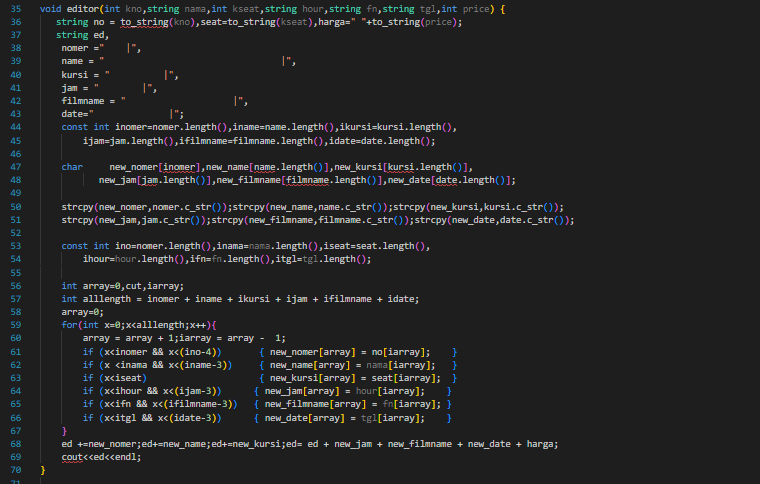 35 void editor(int kno,string nama,int kseat,string hour,string fn,string tgl,int price) {
36 string no = to_string(kno),seat=to_string(kseat),harga=" "+to_string(price);
37 string ed,
38 nomer ="    |",
39 name = "                                 |",
40 kursi = "          |",
41 jam = "        |",
42 filmname = "                    |",
43 date="              |";
44 const int inomer=nomer.length(),iname=name.length(),ikursi=kursi.length(),
45 ijam=jam.length(),ifilmname=filmname.length(),idate=date.length();
46
47 char     new_nomer[inomer],new_name[name.length()],new_kursi[kursi.length()],
48 new_jam[jam.length()],new_filmname[filmname.length()],new_date[date.length()];
49
50 strcpy(new_nomer,nomer.c_str());strcpy(new_name,name.c_str());strcpy(new_kursi,kursi.c_str());
51 strcpy(new_jam,jam.c_str());strcpy(new_filmname,filmname.c_str());strcpy(new_date,date.c_str());
52
53 const int ino=nomer.length(),inama=nama.length(),iseat=seat.length(),
54 ihour=hour.length(),ifn=fn.length(),itgl=tgl.length();
55
56 int array=0,cut,iarray;
57 int alllength = inomer + iname + ikursi + ijam + ifilmname + idate;
58 array=0;
59 for(int x=0;x<alllength;x++){
60 array = array + 1;iarray = array -  1;
61 if (x<inomer && x<(ino-4))       { new_nomer[array] = no[iarray];    }
62 if (x <inama && x<(iname-3))     { new_name[array] = nama[iarray];   }
63 if (x<iseat)                     { new_kursi[array] = seat[iarray];  }
64 if (x<ihour && x<(ijam-3))      { new_jam[array] = hour[iarray];    }
65 if (x<ifn && x<(ifilmname-3))   { new_filmname[array] = fn[iarray]; }
66 if (x<itgl && x<(idate-3))      { new_date[array] = tgl[iarray];    }
67 }
68 ed +=new_nomer;ed+=new_name;ed+=new_kursi;ed= ed + new_jam + new_filmname + new_date + harga;
69 cout<<ed<<endl;
70 }
71